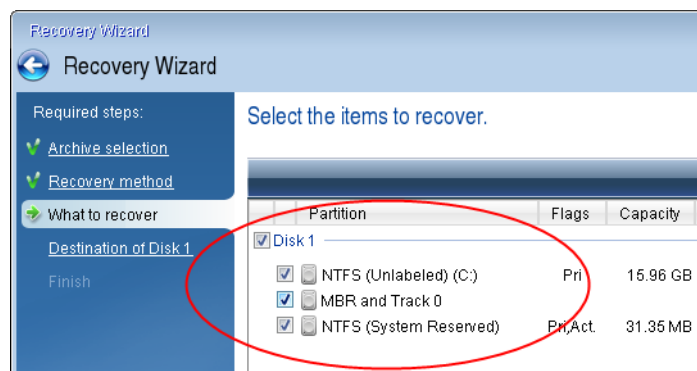 Recovery Wizard
Recovery Wizard
Required steps:
Select the items to recover.
Archive selection
Recovery method
What to recover
Partition Flags Capacity
Disk 1
Destination of Disk 1
NTFS (Unlabeled) (C:) Pri 15.96 GB
Finish
MBR and Track 0
NTFS (System Reserved) Pri,Act. 31.35 MB